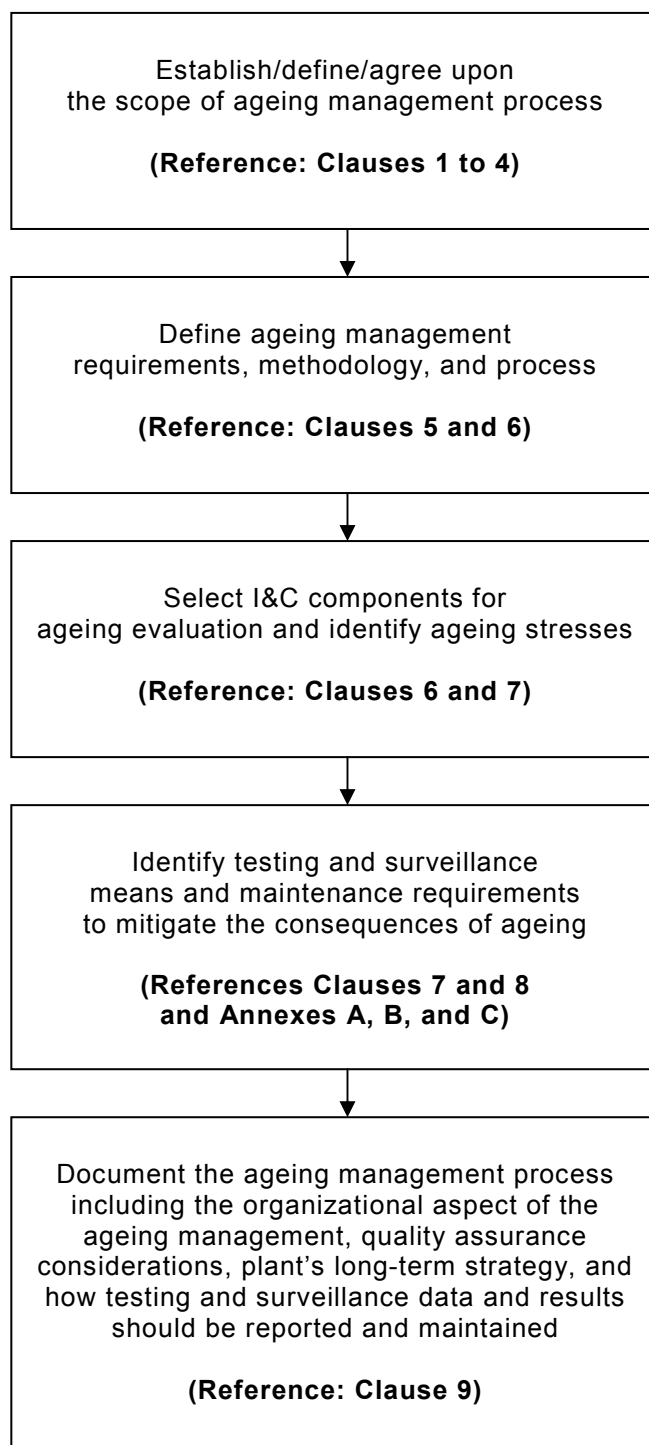 Establish/define/agree upon
the scope of ageing management process
(Reference: Clauses 1 to 4)
Define ageing management
requirements, methodology, and process
(Reference: Clauses 5 and 6)
Select I&C components for
ageing evaluation and identify ageing stresses
(Reference: Clauses 6 and 7)
Identify testing and surveillance
means and maintenance requirements
to mitigate the consequences of ageing
(References Clauses 7 and 8
and Annexes A, B, and C)
Document the ageing management process
including the organizational aspect of the
ageing management, quality assurance
considerations, plant's long-term strategy, and
how testing and surveillance data and results
should be reported and maintained
(Reference: Clause 9)